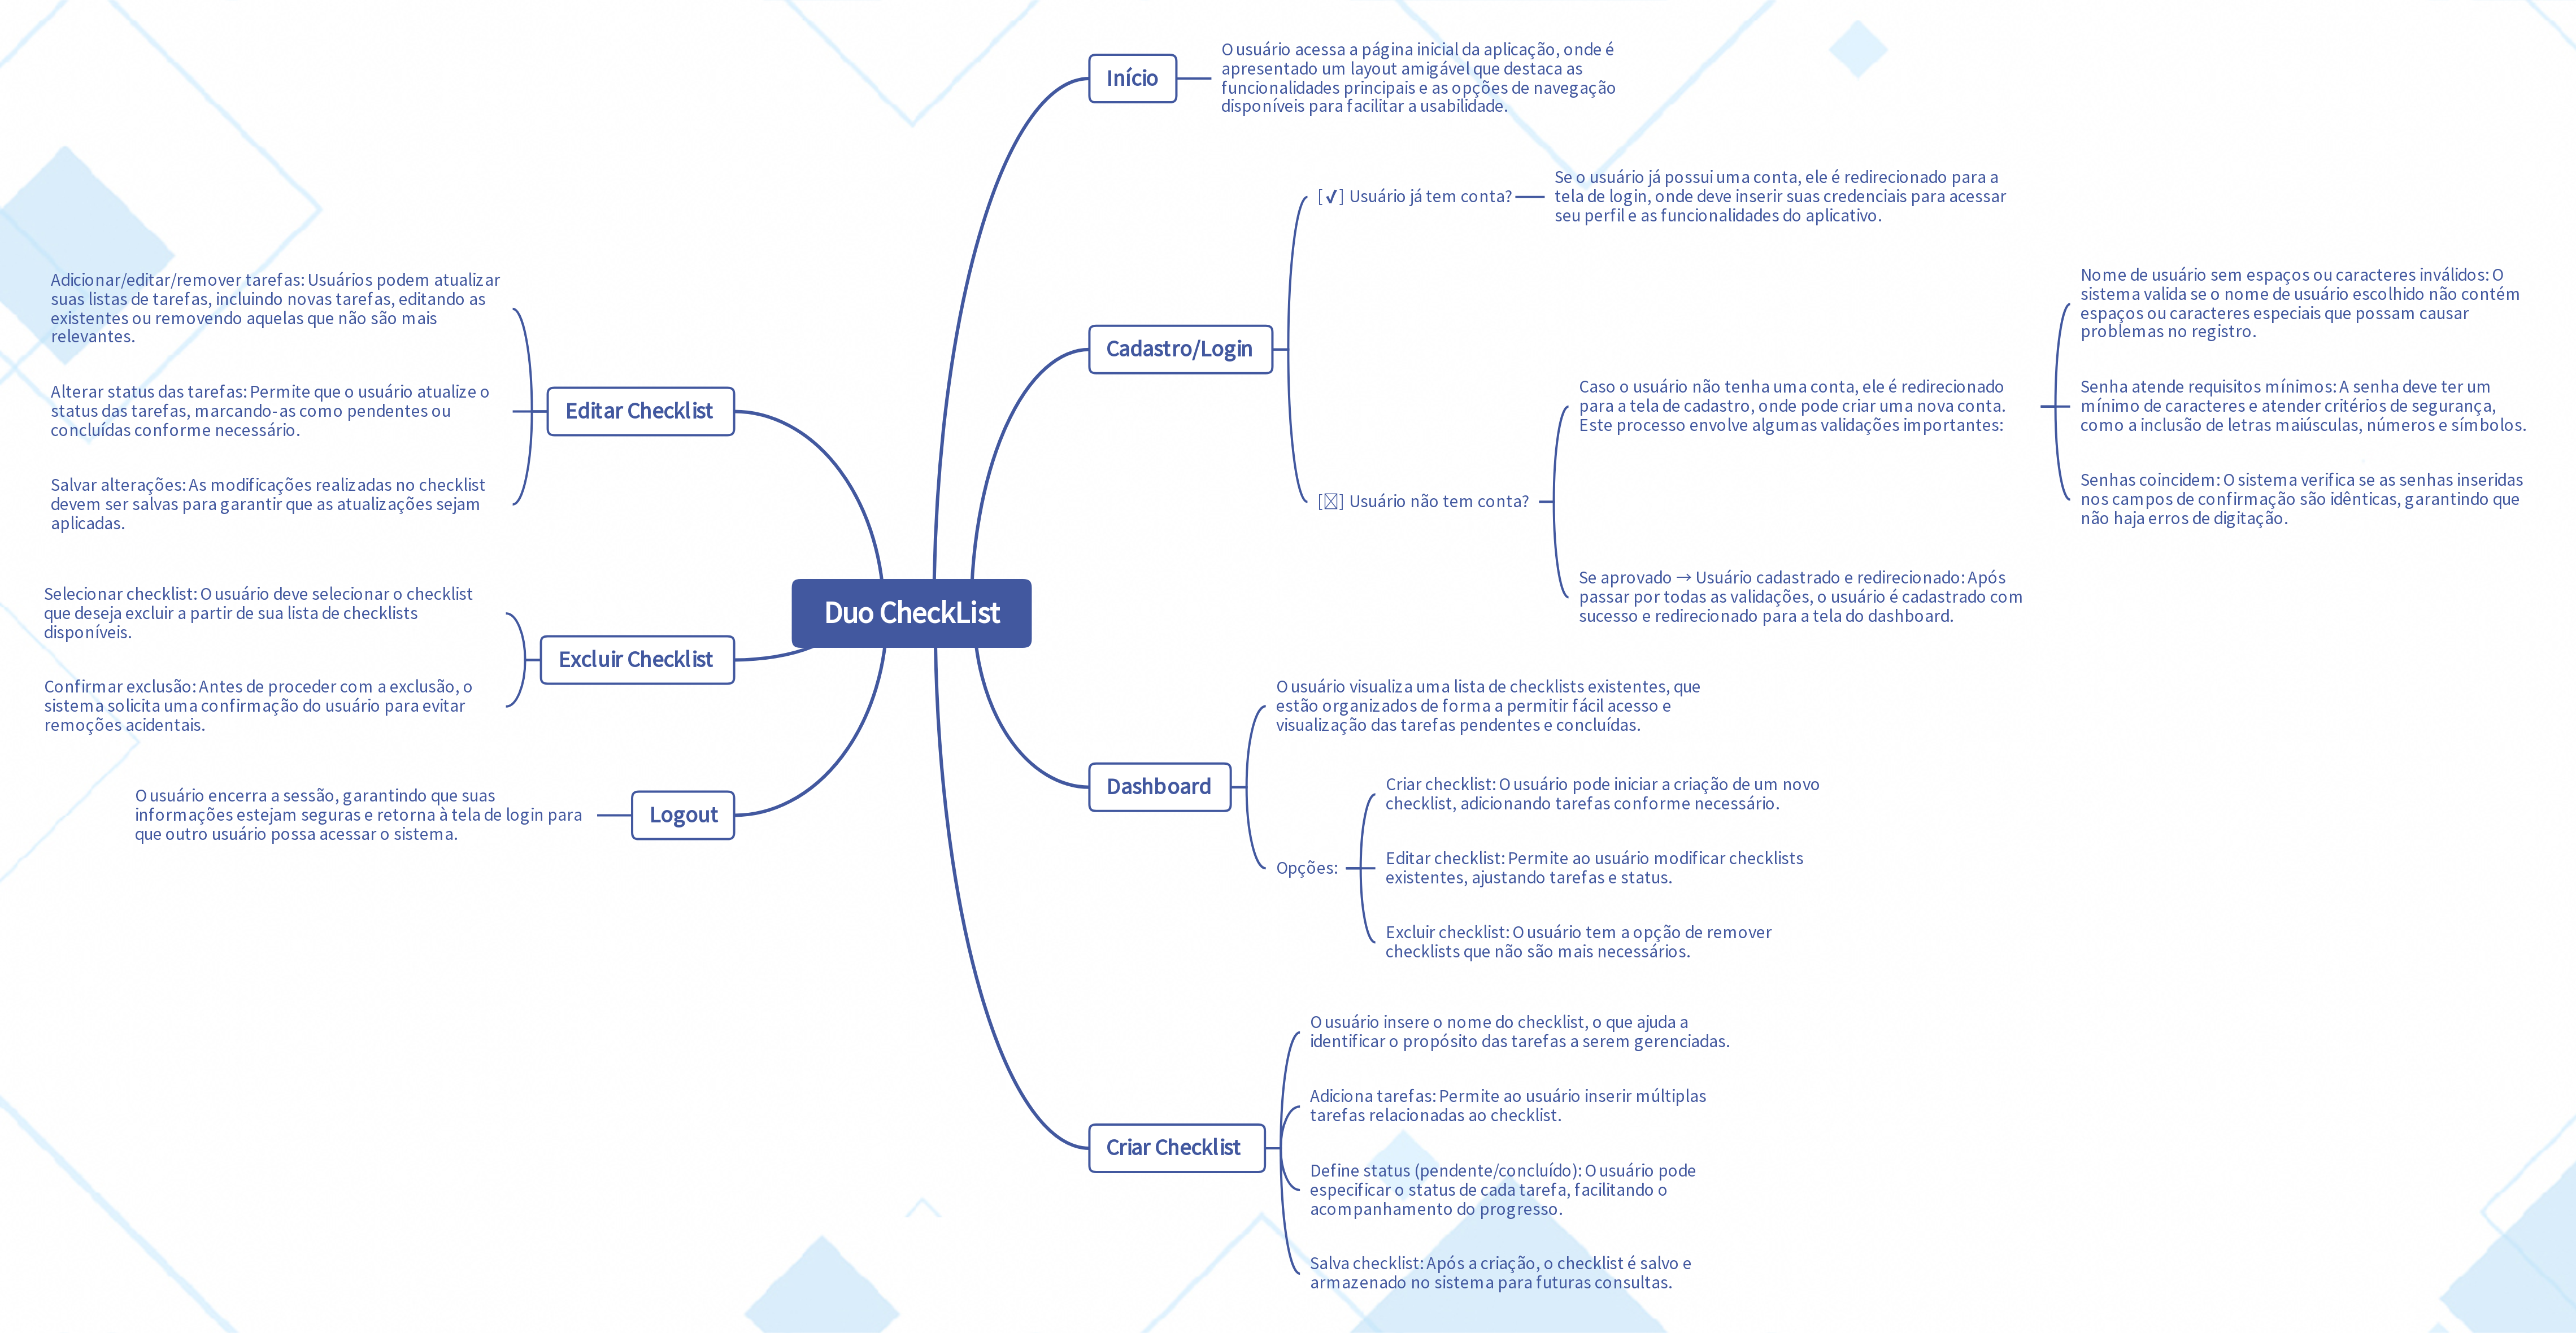 Duo CheckList
Início
O usuário acessa a página inicial da aplicação, onde é
apresentado um layout amigável que destaca as
funcionalidades principais e as opções de navegação
disponíveis para facilitar a usabilidade.
Cadastro/Login
[✓] Usuário já tem conta?
Se o usuário já possui uma conta, ele é redirecionado para a
tela de login, onde deve inserir suas credenciais para acessar
seu perfil e as funcionalidades do aplicativo.
[☒] Usuário não tem conta?
Caso o usuário não tenha uma conta, ele é redirecionado
para a tela de cadastro, onde pode criar uma nova conta.
Este processo envolve algumas validações importantes:
Nome de usuário sem espaços ou caracteres inválidos: O
sistema valida se o nome de usuário escolhido não contém
espaços ou caracteres especiais que possam causar
problemas no registro.
Senha atende requisitos mínimos: A senha deve ter um
mínimo de caracteres e atender critérios de segurança,
como a inclusão de letras maiúsculas, números e símbolos.
Senhas coincidem: O sistema verifica se as senhas inseridas
nos campos de confirmação são idênticas, garantindo que
não haja erros de digitação.
Se aprovado → Usuário cadastrado e redirecionado: Após
passar por todas as validações, o usuário é cadastrado com
sucesso e redirecionado para a tela do dashboard.
Dashboard
O usuário visualiza uma lista de checklists existentes, que
estão organizados de forma a permitir fácil acesso e
visualização das tarefas pendentes e concluídas.
Opções:
Criar checklist: O usuário pode iniciar a criação de um novo
checklist, adicionando tarefas conforme necessário.
Editar checklist: Permite ao usuário modificar checklists
existentes, ajustando tarefas e status.
Excluir checklist: O usuário tem a opção de remover
checklists que não são mais necessários.
Criar Checklist
O usuário insere o nome do checklist, o que ajuda a
identificar o propósito das tarefas a serem gerenciadas.
Adiciona tarefas: Permite ao usuário inserir múltiplas
tarefas relacionadas ao checklist.
Define status (pendente/concluído): O usuário pode
especificar o status de cada tarefa, facilitando o
acompanhamento do progresso.
Salva checklist: Após a criação, o checklist é salvo e
armazenado no sistema para futuras consultas.
Editar Checklist
Adicionar/editar/remover tarefas: Usuários podem atualizar
suas listas de tarefas, incluindo novas tarefas, editando as
existentes ou removendo aquelas que não são mais
relevantes.
Alterar status das tarefas: Permite que o usuário atualize o
status das tarefas, marcando-as como pendentes ou
concluídas conforme necessário.
Salvar alterações: As modificações realizadas no checklist
devem ser salvas para garantir que as atualizações sejam
aplicadas.
Excluir Checklist
Selecionar checklist: O usuário deve selecionar o checklist
que deseja excluir a partir de sua lista de checklists
disponíveis.
Confirmar exclusão: Antes de proceder com a exclusão, o
sistema solicita uma confirmação do usuário para evitar
remoções acidentais.
Logout
O usuário encerra a sessão, garantindo que suas
informações estejam seguras e retorna à tela de login para
que outro usuário possa acessar o sistema.